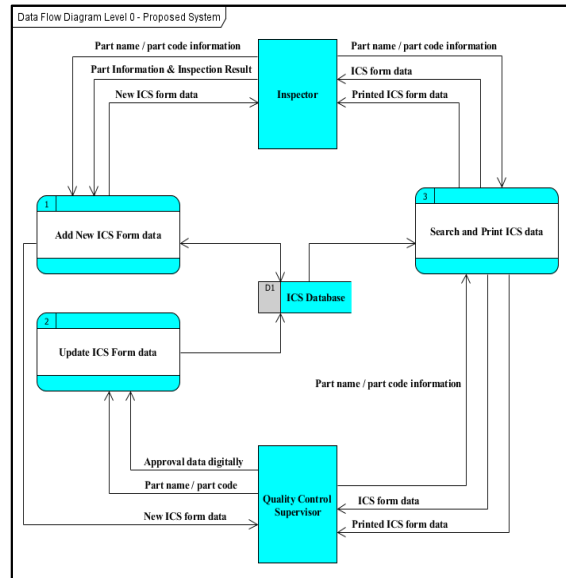 Data Flow Diagram Level 0 - Proposed System
Part name / part code information
Part name / part code information
Part Information & Inspection Result
ICS form data
New ICS form data
Inspector
Printed ICS form data
1
Add New ICS Form data
3
Search and Print ICS data
D1
ICS Database
2
Update ICS Form data
Part name / part code information
Approval data digitally
Part name / part code
Quality Control
Supervisor
ICS form data
New ICS form data
Printed ICS form data